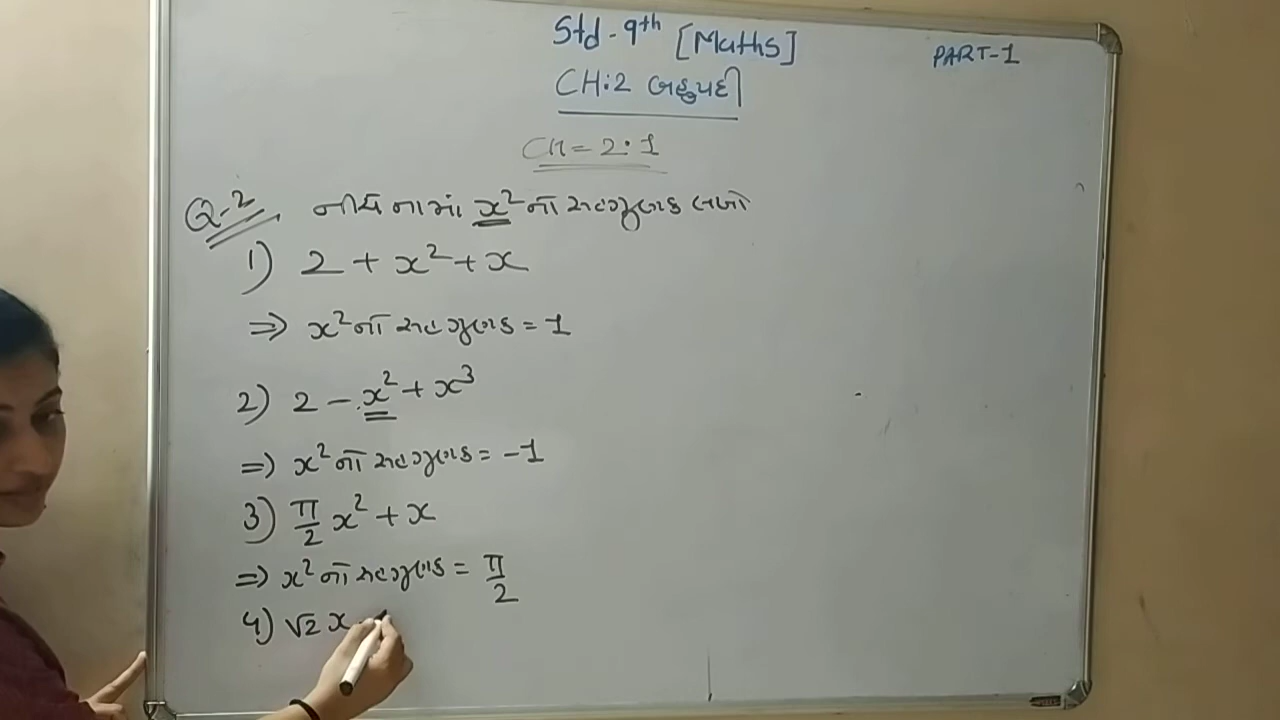 Std - 9th [Maths]
PART-1
CH:2 બહુપદી
CH = 2.1
Q-2 નીચેનામાં x² નો સહગુણક લખો
1) 2 + x² + x
⇒ x² નો સહગુણક = 1
2) 2 - x² + x³
⇒ x² નો સહગુણક = -1
3) π/2 x² + x
⇒ x² નો સહગુણક = π/2
4) √2 x